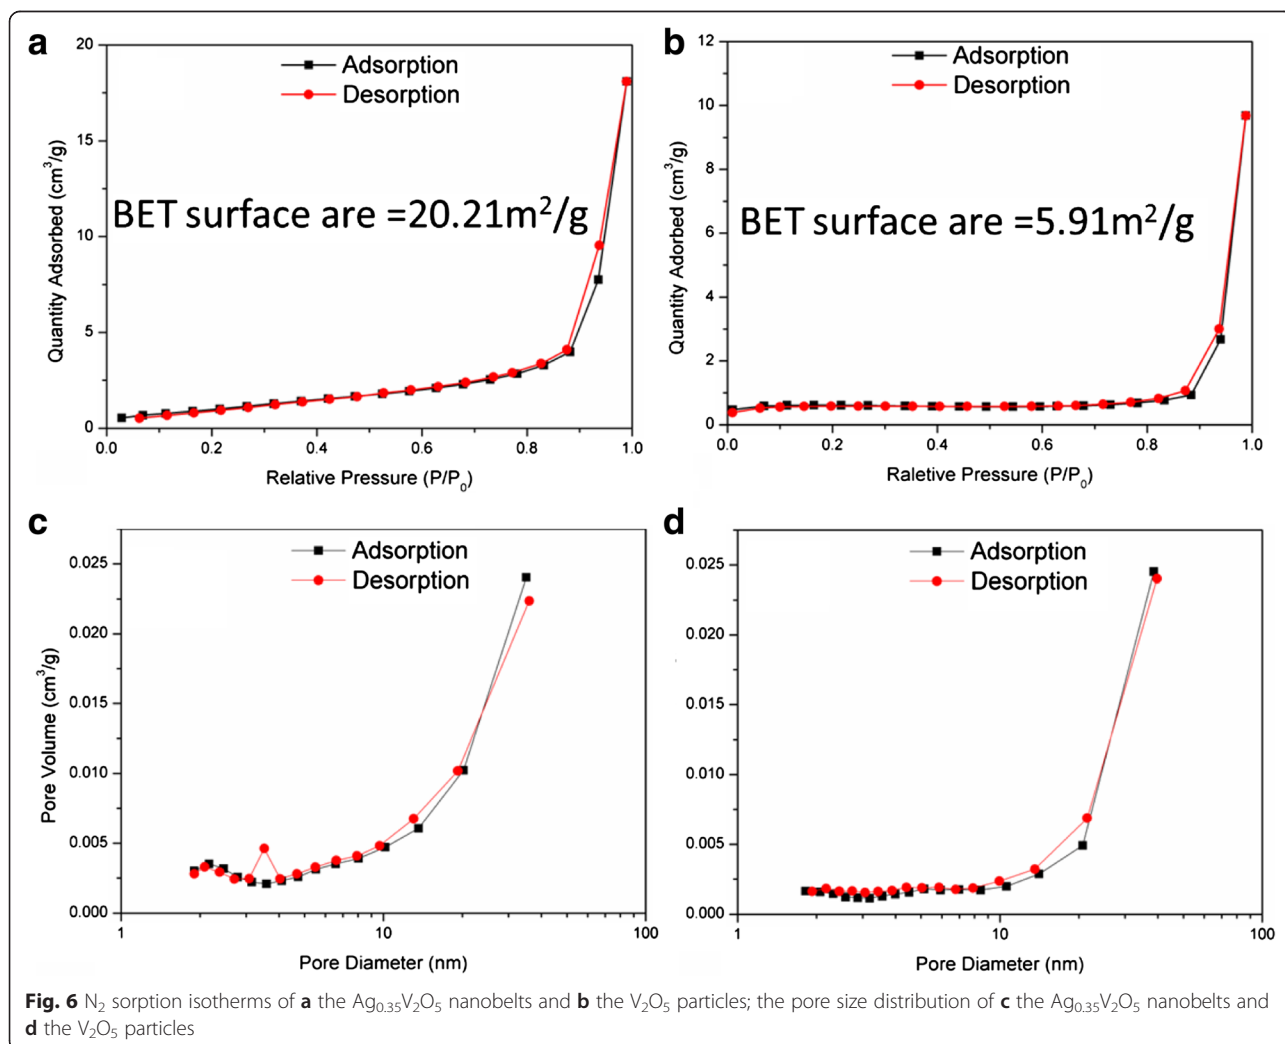 a
20
15
10
5
0
0.0 0.2 0.4 0.6 0.8 1.0
Quantity Adsorbed (cm³/g)
Adsorption
Desorption
BET surface are =20.21m²/g
Relative Pressure (P/P₀)
b
12
10
8
6
4
2
0
0.0 0.2 0.4 0.6 0.8 1.0
Quantity Adorbed (cm³/g)
Adsorption
Desorption
BET surface are =5.91m²/g
Raletive Pressure (P/P₀)
c
0.025
0.020
0.015
0.010
0.005
0.000
1 10 100
Pore Volume (cm³/g)
Adsorption
Desorption
Pore Diameter (nm)
d
0.025
0.020
0.015
0.010
0.005
0.000
1 10 100
Adsorption
Desorption
Pore Diameter (nm)
Fig. 6 N₂ sorption isotherms of a the Ag₀.₃₅V₂O₅ nanobelts and b the V₂O₅ particles; the pore size distribution of c the Ag₀.₃₅V₂O₅ nanobelts and
d the V₂O₅ particles